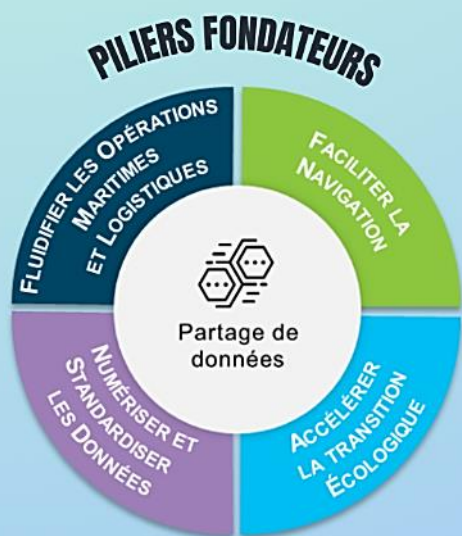 PILIERS FONDATEURS
FLUIDIFIER LES OPÉRATIONS
MARITIMES
ET LOGISTIQUES
FACILITER LA
NAVIGATION
Partage de
données
NUMÉRISER ET
STANDARDISER
LES DONNÉES
ACCÉLÉRER
LA TRANSITION
ÉCOLOGIQUE